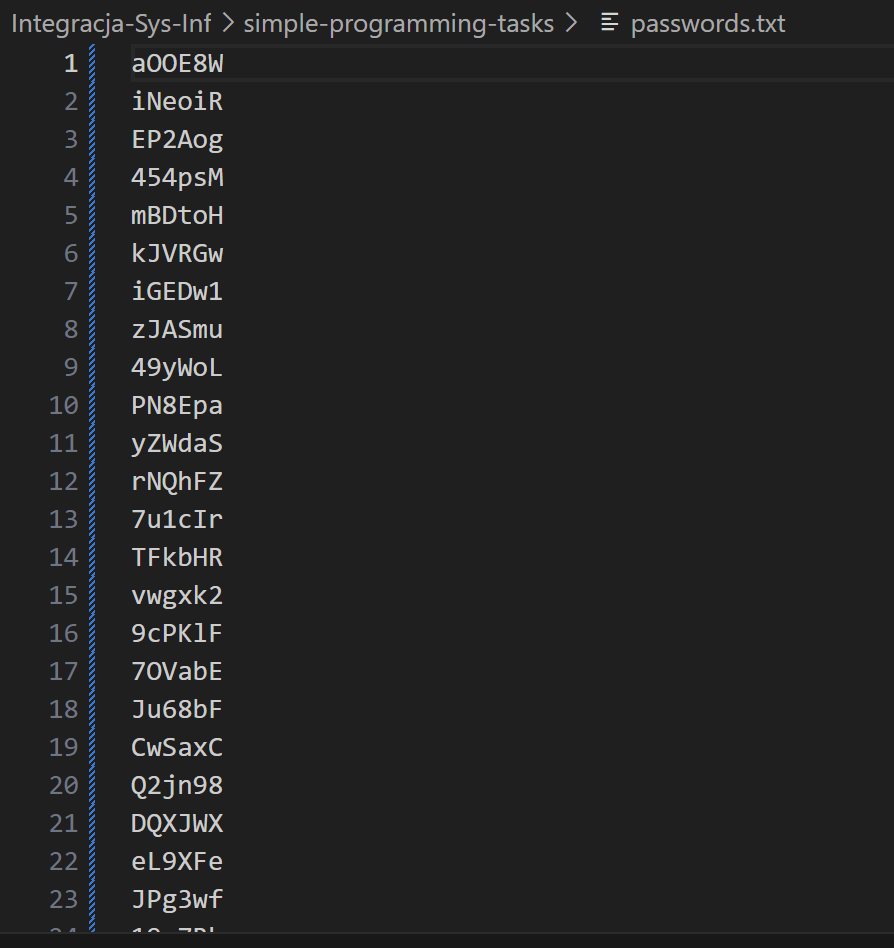 Integracja-Sys-Inf > simple-programming-tasks > passwords.txt
1 aOOE8W
2 iNeoiR
3 EP2Aog
4 454psM
5 mBDtoH
6 kJVRGw
7 iGEDw1
8 zJASmu
9 49yWoL
10 PN8Epa
11 yZWdaS
12 rNQhFZ
13 7u1cIr
14 TFkbHR
15 vwgxk2
16 9cPKlF
17 7OVabE
18 Ju68bF
19 CwSaxC
20 Q2jn98
21 DQXJWX
22 eL9XFe
23 JPg3wf